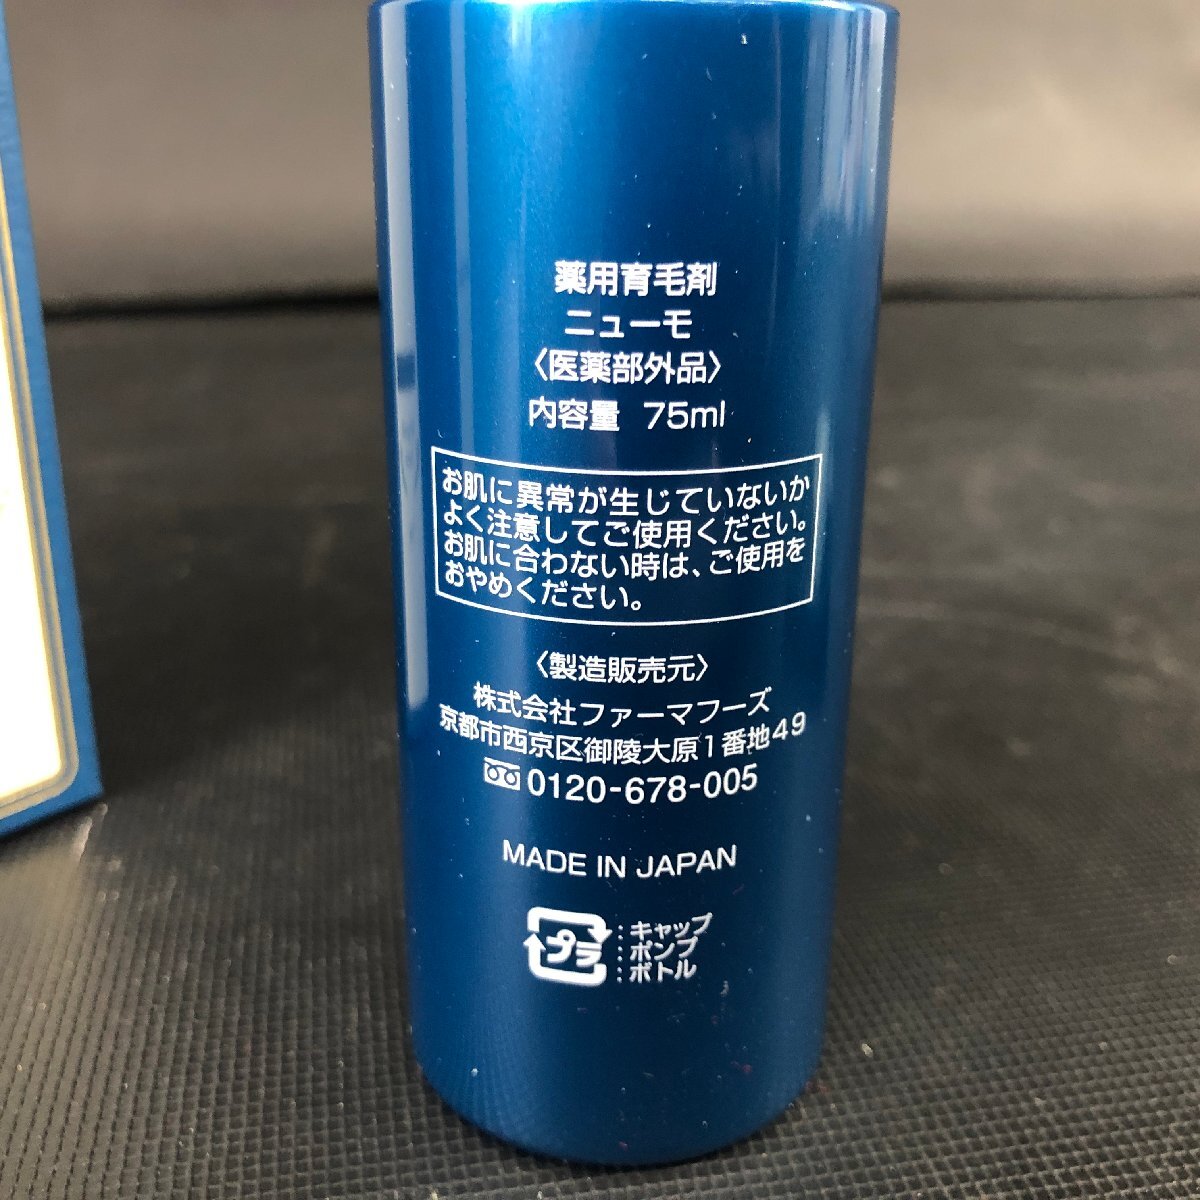 薬用育毛剤
ニューモ
〈医薬部外品〉
内容量 75ml
お肌に異常が生じていないか
よく注意してご使用ください。
お肌に合わない時は、ご使用を
おやめください。
〈製造販売元〉
株式会社ファーマフーズ
京都市西京区御陵大原1番地49
0120-678-005
MADE IN JAPAN
プラ
:キャップ
:ポンプ
:ボトル